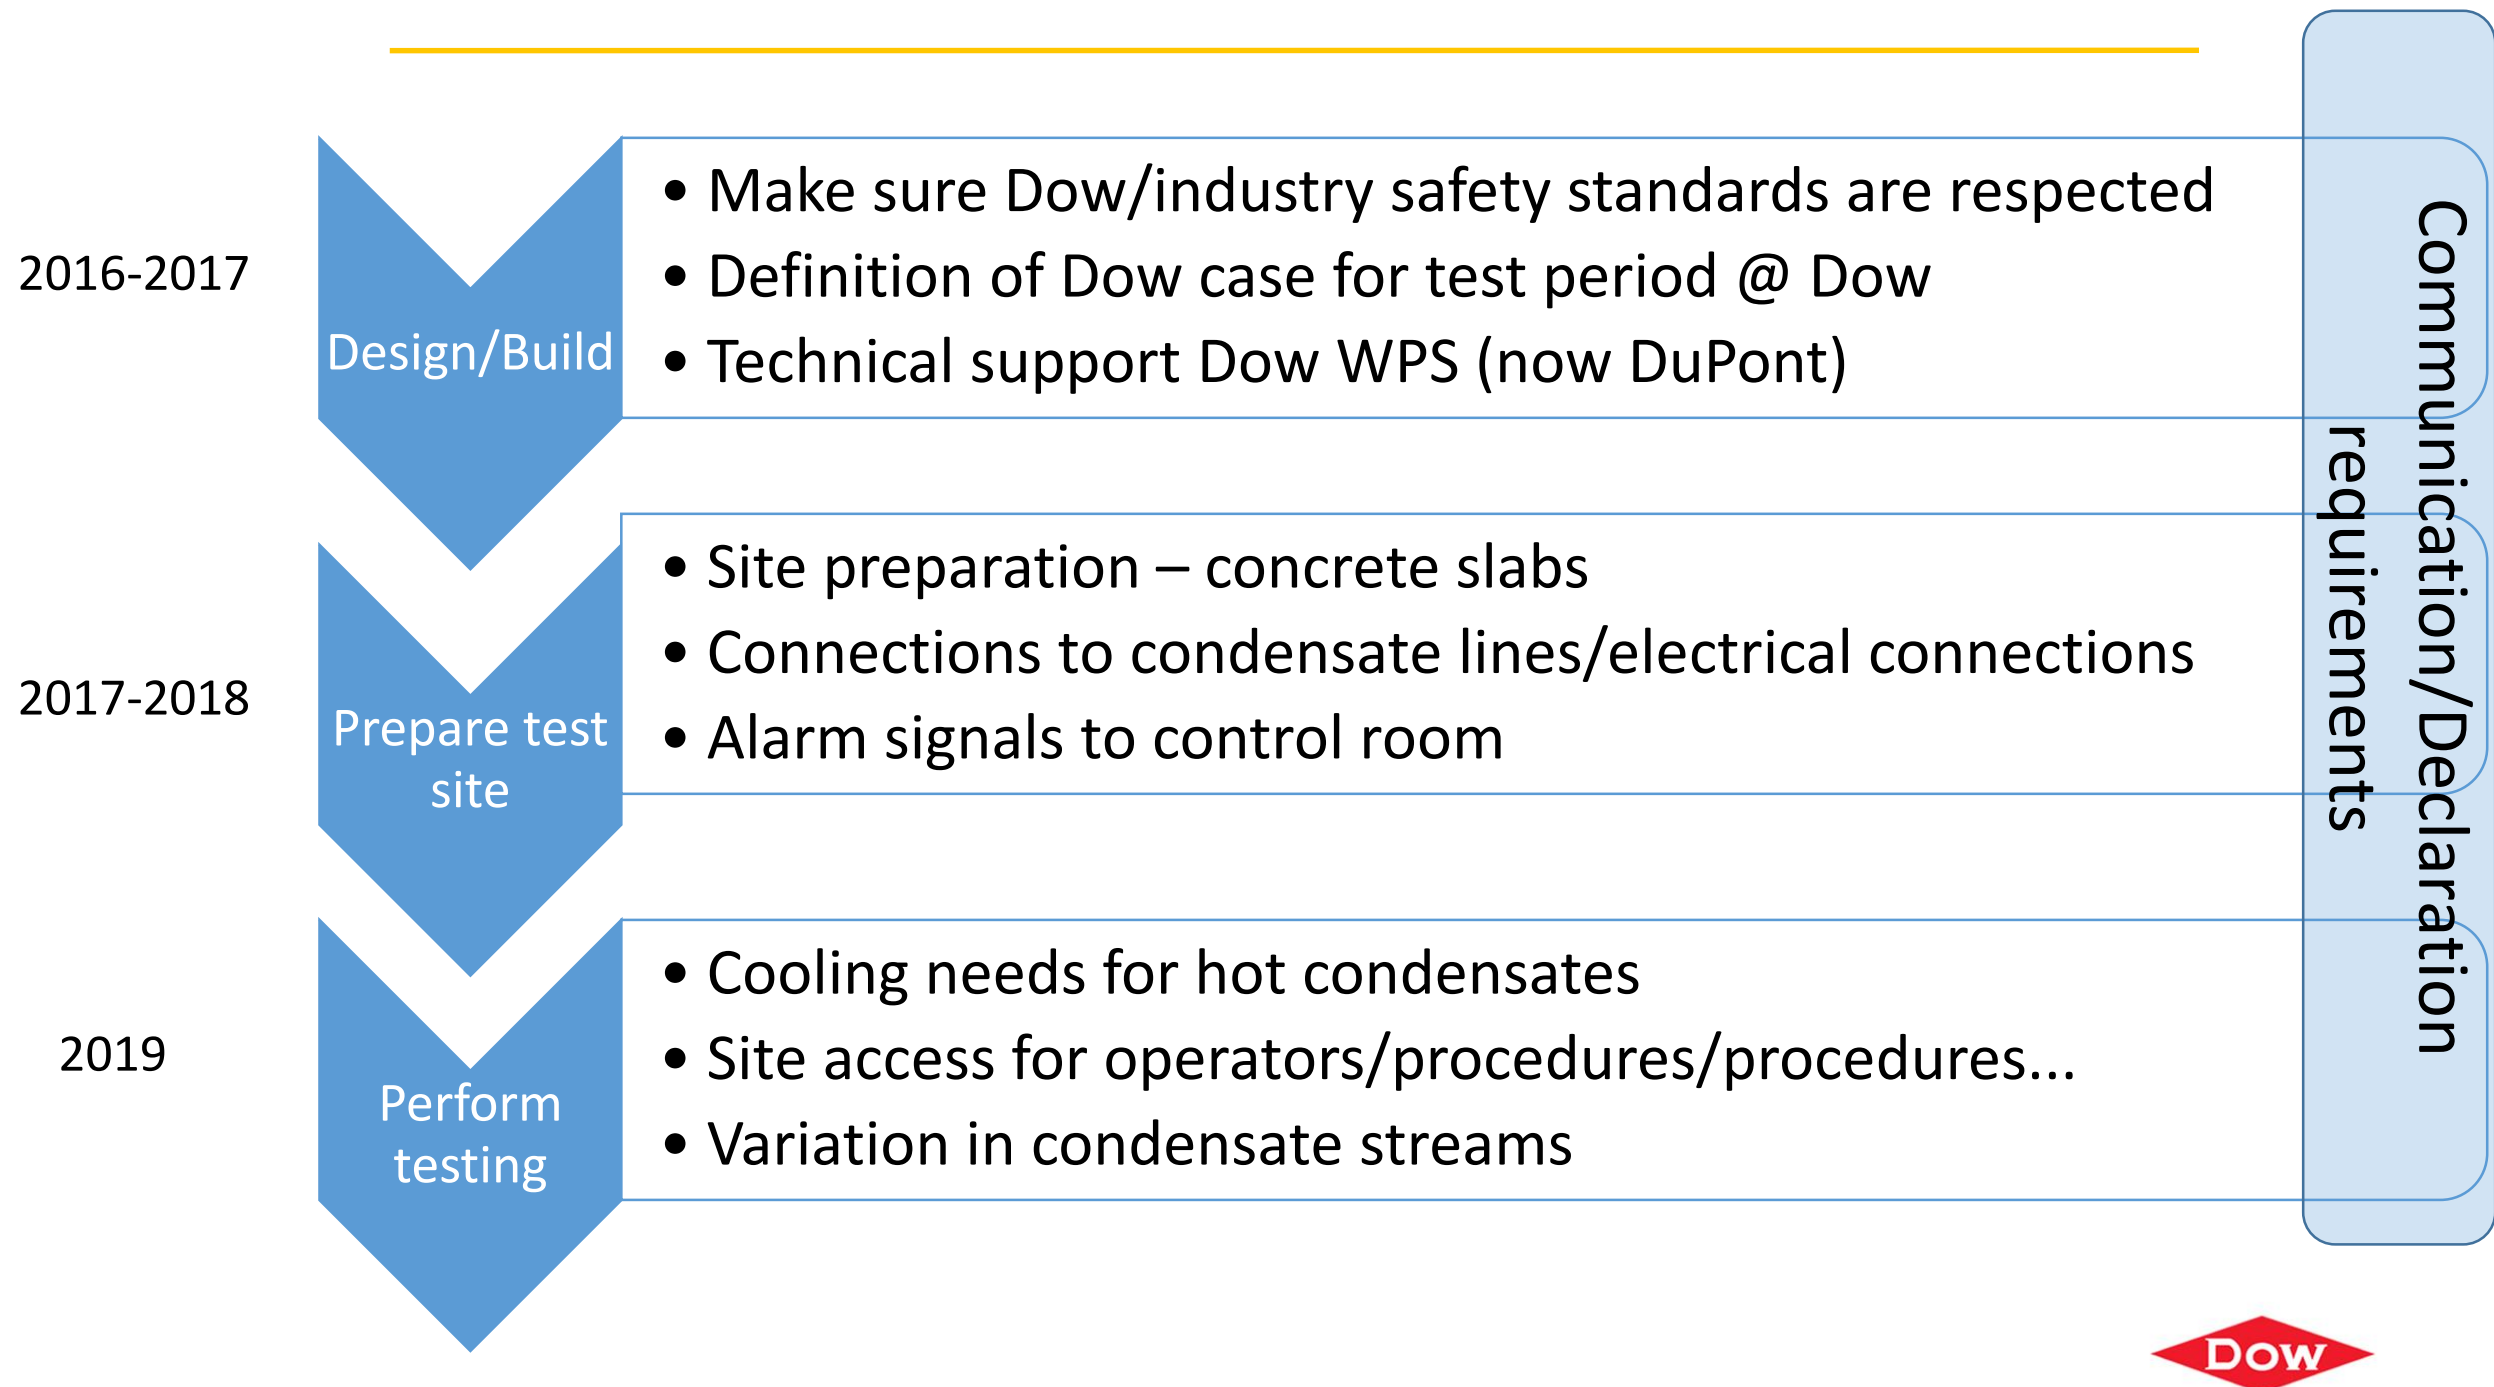 2016-2017
Design/Build
• Make sure Dow/industry safety standards are respected
• Definition of Dow case for test period @ Dow
• Technical support DowWPS (now DuPont)
2017-2018
Prepare test
site
• Site preparation – concrete slabs
• Connections to condensate lines/electrical connections
• Alarm signals to control room
2019
Perform
testing
• Cooling needs for hot condensates
• Site access for operators/procedures/procedures...
• Variation in condensate streams
Communication/Declaration
requirements
Dow